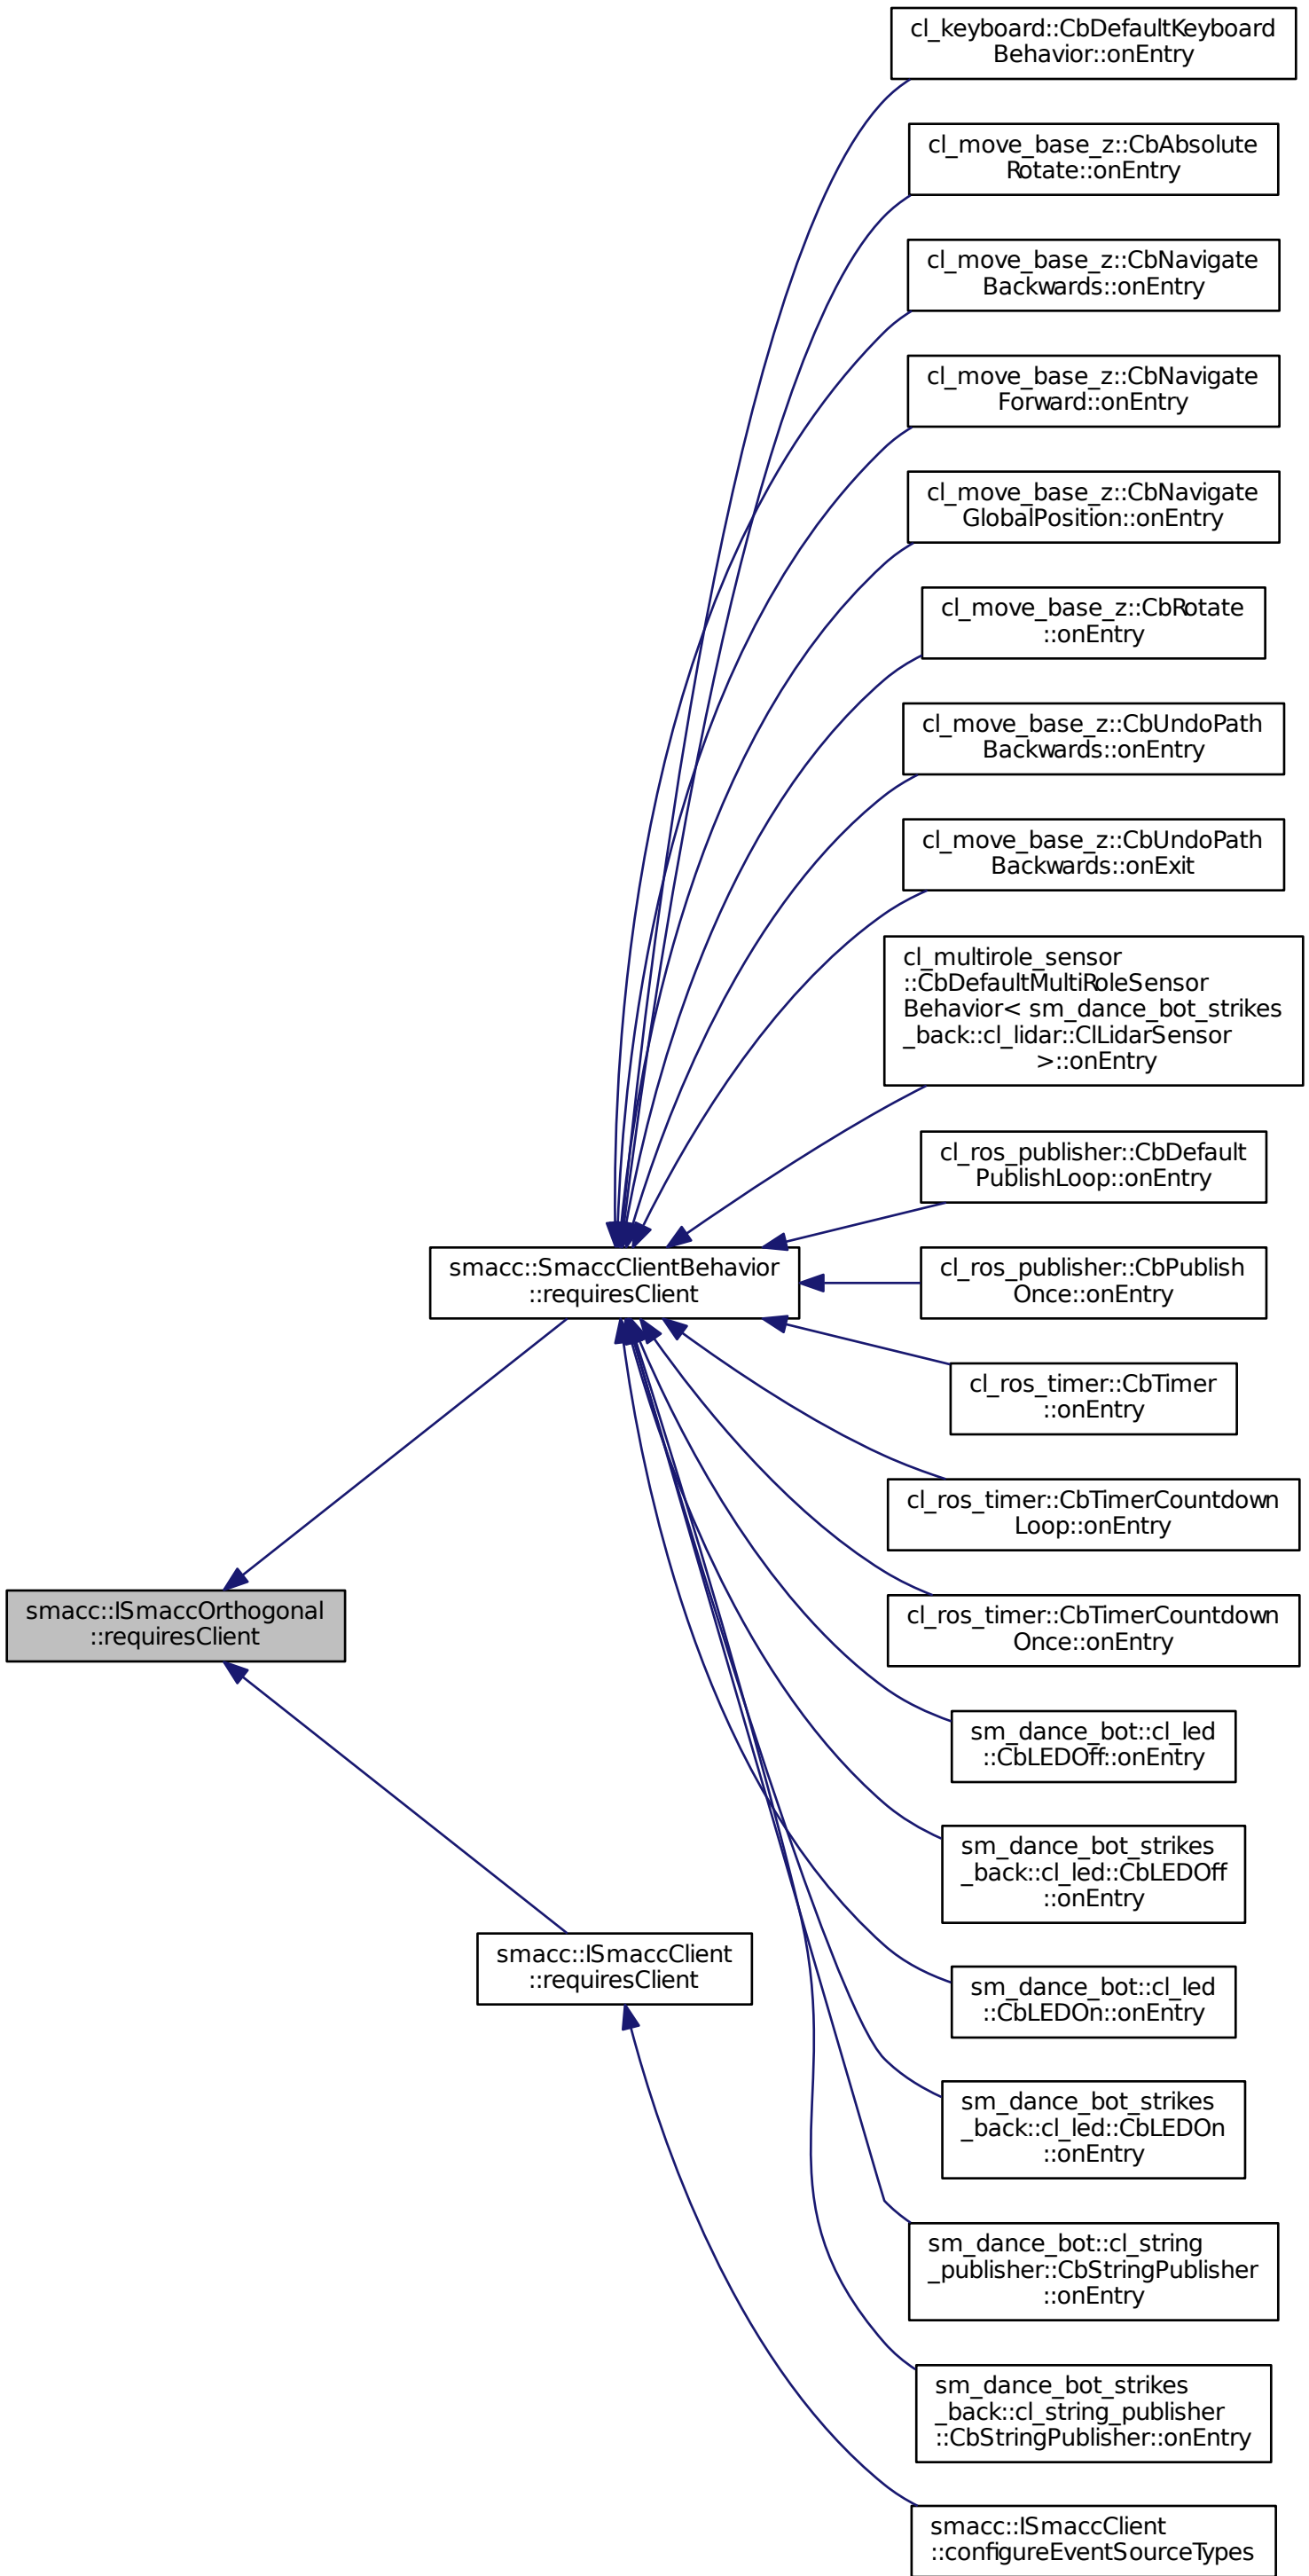 cl_keyboard::CbDefaultKeyboard
Behavior::onEntry
cl_move_base_z::CbAbsolute
Rotate::onEntry
cl_move_base_z::CbNavigate
Backwards::onEntry
cl_move_base_z::CbNavigate
Forward::onEntry
cl_move_base_z::CbNavigate
GlobalPosition::onEntry
cl_move_base_z::CbRotate
::onEntry
cl_move_base_z::CbUndoPath
Backwards::onEntry
cl_move_base_z::CbUndoPath
Backwards::onExit
cl_multirole_sensor
::CbDefaultMultiRoleSensor
Behavior< sm_dance_bot_strikes
_back::cl_lidar::ClLidarSensor
>::onEntry
cl_ros_publisher::CbDefault
PublishLoop::onEntry
smacc::SmaccClientBehavior
::requiresClient
cl_ros_publisher::CbPublish
Once::onEntry
cl_ros_timer::CbTimer
::onEntry
cl_ros_timer::CbTimerCountdown
Loop::onEntry
smacc::ISmaccOrthogonal
::requiresClient
cl_ros_timer::CbTimerCountdown
Once::onEntry
sm_dance_bot::cl_led
::CbLEDOff::onEntry
sm_dance_bot_strikes
_back::cl_led::CbLEDOff
::onEntry
smacc::ISmaccClient
::requiresClient
sm_dance_bot::cl_led
::CbLEDOn::onEntry
sm_dance_bot_strikes
_back::cl_led::CbLEDOn
::onEntry
sm_dance_bot::cl_string
_publisher::CbStringPublisher
::onEntry
sm_dance_bot_strikes
_back::cl_string_publisher
::CbStringPublisher::onEntry
smacc::ISmaccClient
::configureEventSourceTypes